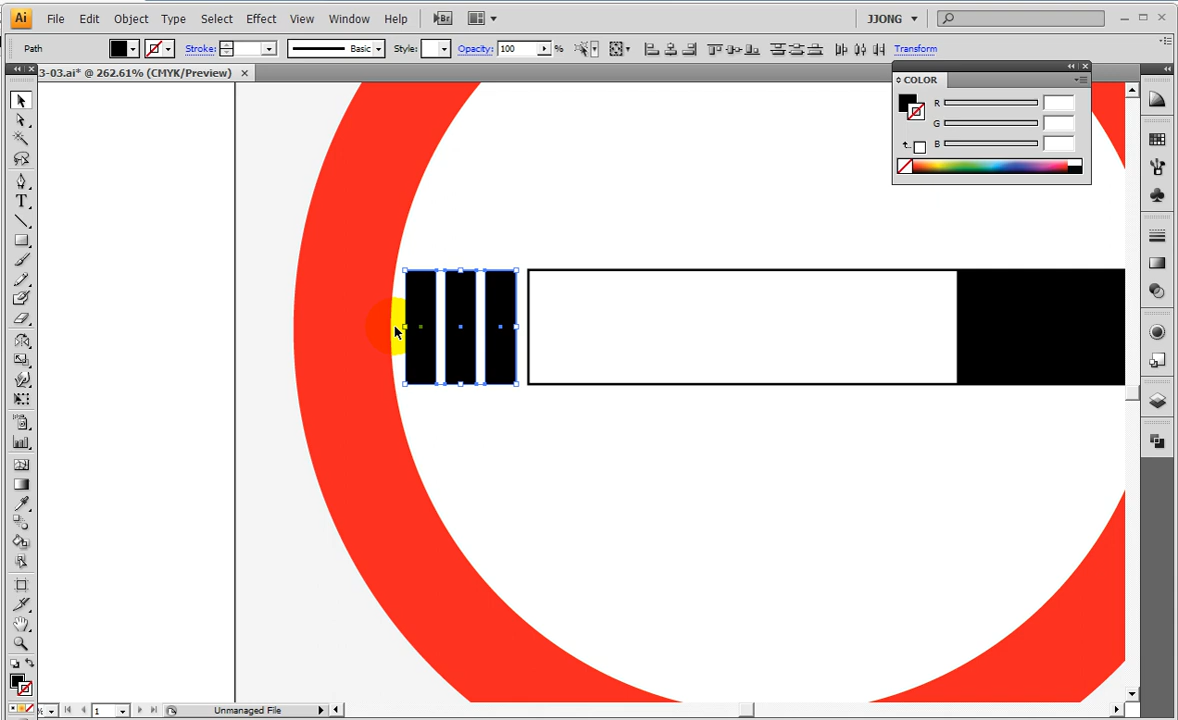 Ai File Edit Object Type Select Effect View Window Help Br JJONG
Path Stroke: Basic Style: Opacity: 100 % Transform
3-03.ai* @ 262.61% (CMYK/Preview) ×
COLOR
R
G
B
T
% 1 Unmanaged File